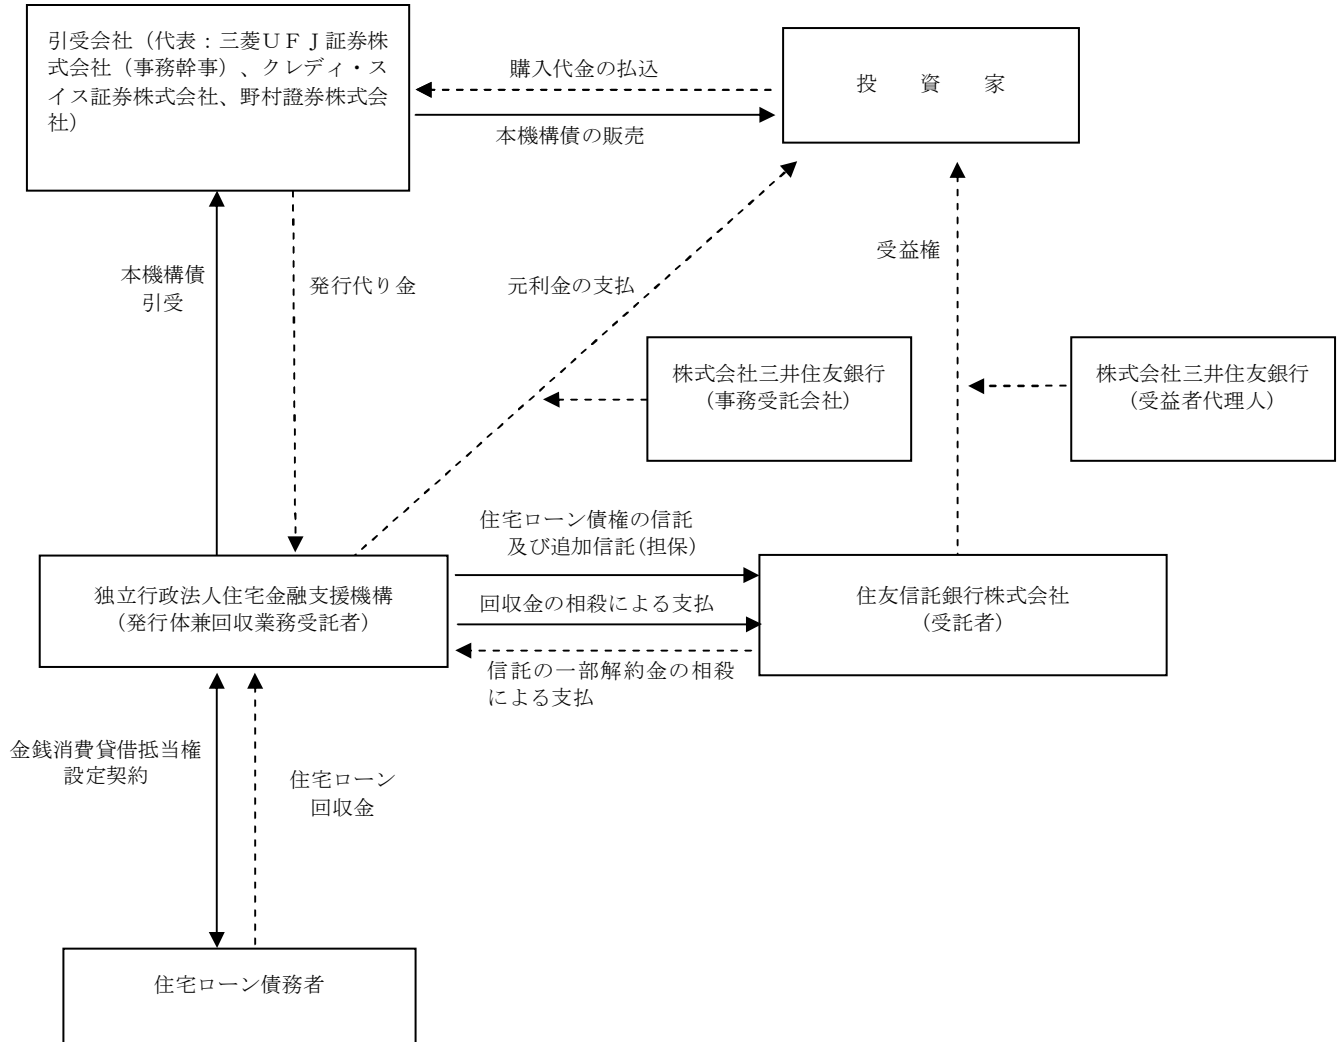 引受会社（代表：三菱ＵＦＪ証券株
式会社（事務幹事）、クレディ・ス
イス証券株式会社、野村證券株式会
社）
購入代金の払込
投　資　家
本機構債の販売
本機構債
引受
発行代り金
元利金の支払
受益権
株式会社三井住友銀行
（事務受託会社）
株式会社三井住友銀行
（受益者代理人）
住宅ローン債権の信託
及び追加信託(担保)
独立行政法人住宅金融支援機構
（発行体兼回収業務受託者）
回収金の相殺による支払
住友信託銀行株式会社
（受託者）
信託の一部解約金の相殺
による支払
金銭消費貸借抵当権
設定契約
住宅ローン
回収金
住宅ローン債務者